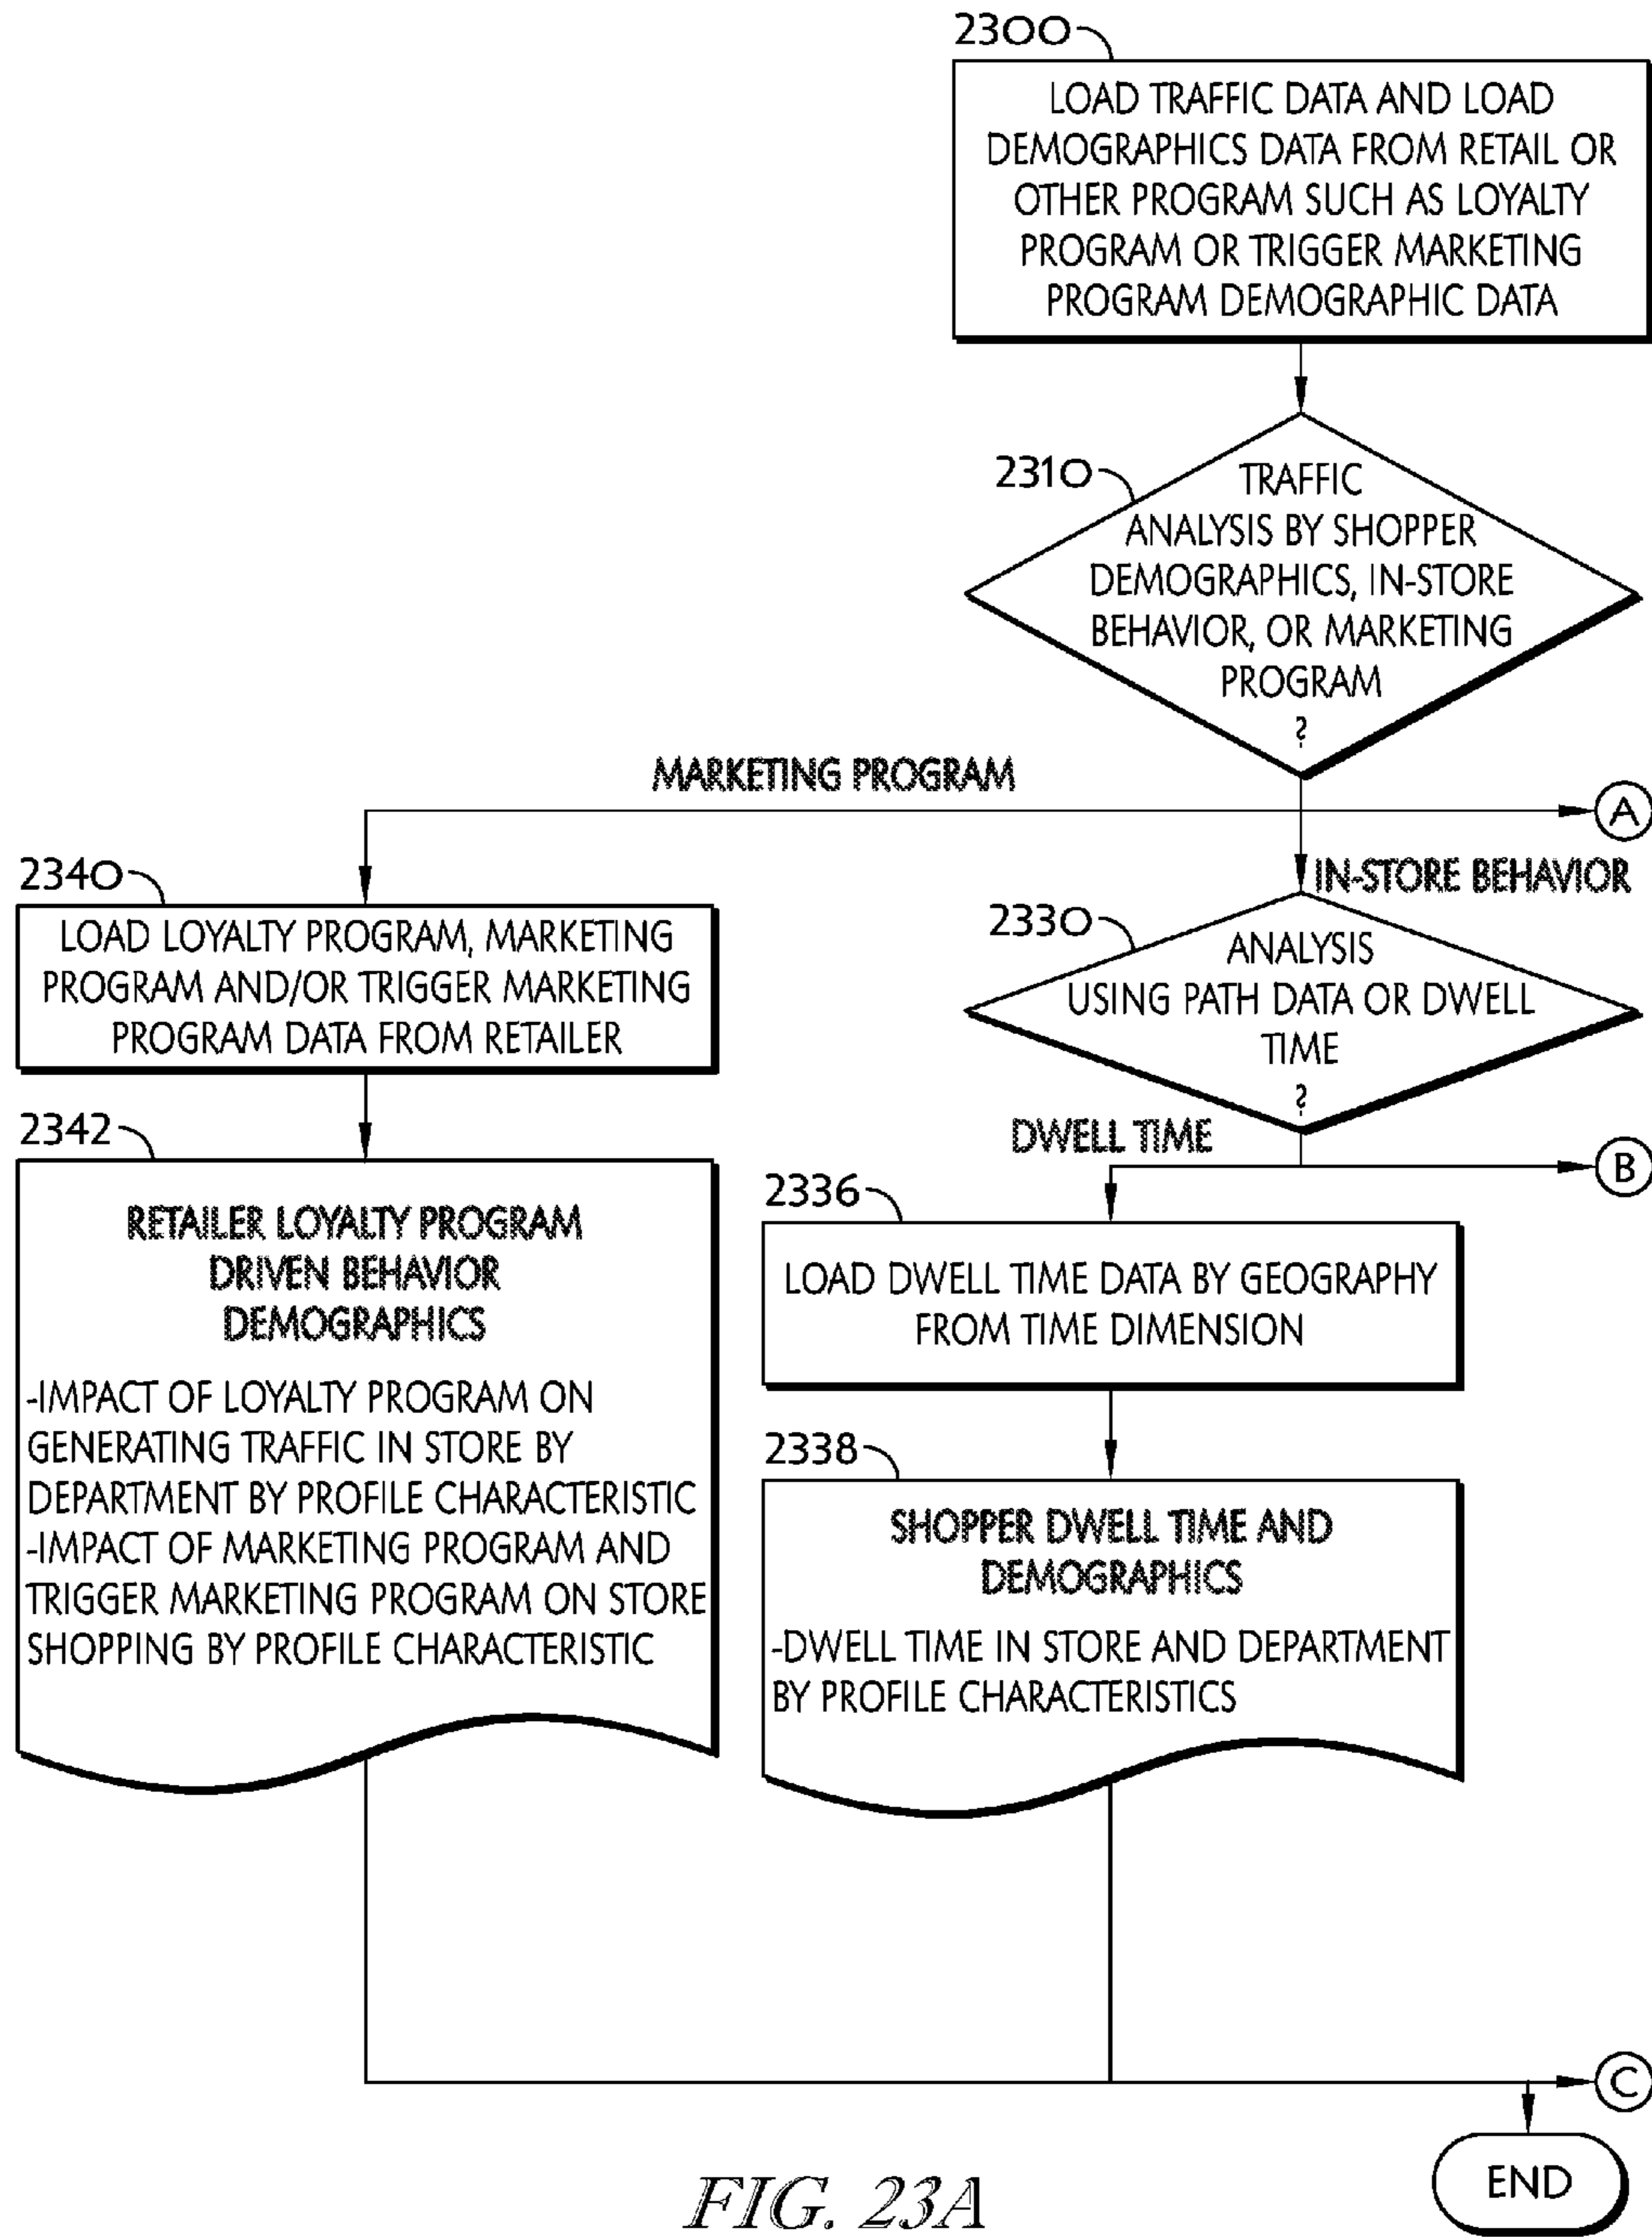 2300
LOAD TRAFFIC DATA AND LOAD
DEMOGRAPHICS DATA FROM RETAIL OR
OTHER PROGRAM SUCH AS LOYALTY
PROGRAM OR TRIGGER MARKETING
PROGRAM DEMOGRAPHIC DATA
2310
TRAFFIC
ANALYSIS BY SHOPPER
DEMOGRAPHICS, IN-STORE
BEHAVIOR, OR MARKETING
PROGRAM
?
MARKETING PROGRAM
A
IN-STORE BEHAVIOR
2340
LOAD LOYALTY PROGRAM, MARKETING
PROGRAM AND/OR TRIGGER MARKETING
PROGRAM DATA FROM RETAILER
2330
ANALYSIS
USING PATH DATA OR DWELL
TIME
?
DWELL TIME
B
2342
RETAILER LOYALTY PROGRAM
DRIVEN BEHAVIOR
DEMOGRAPHICS
-IMPACT OF LOYALTY PROGRAM ON
GENERATING TRAFFIC IN STORE BY
DEPARTMENT BY PROFILE CHARACTERISTIC
-IMPACT OF MARKETING PROGRAM AND
TRIGGER MARKETING PROGRAM ON STORE
SHOPPING BY PROFILE CHARACTERISTIC
2336
LOAD DWELL TIME DATA BY GEOGRAPHY
FROM TIME DIMENSION
2338
SHOPPER DWELL TIME AND
DEMOGRAPHICS
-DWELL TIME IN STORE AND DEPARTMENT
BY PROFILE CHARACTERISTICS
C
END
FIG. 23A